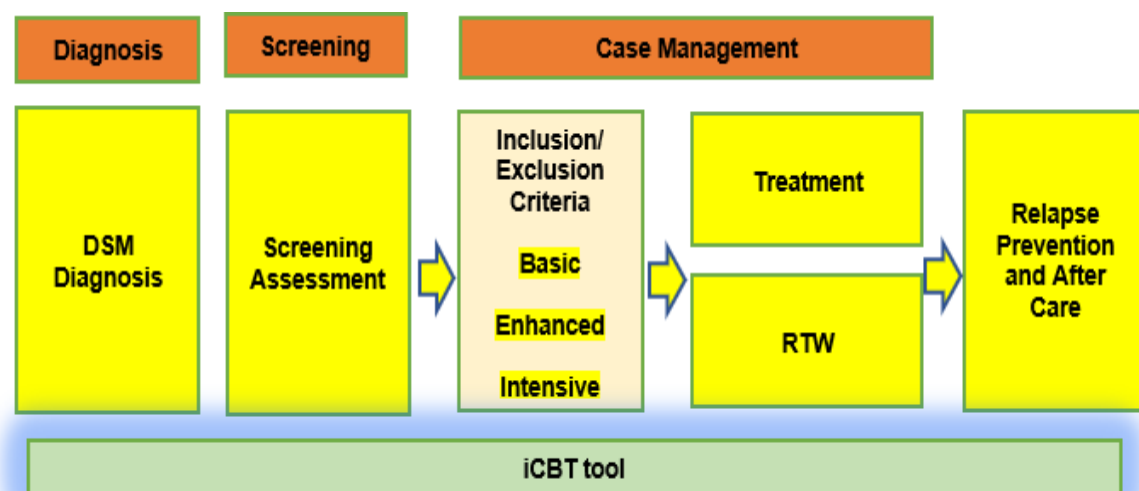 Diagnosis
Screening
Case Management
DSM
Diagnosis
Screening
Assessment
Inclusion/
Exclusion
Criteria
Basic
Enhanced
Intensive
Treatment
RTW
Relapse
Prevention
and After
Care
iCBT tool